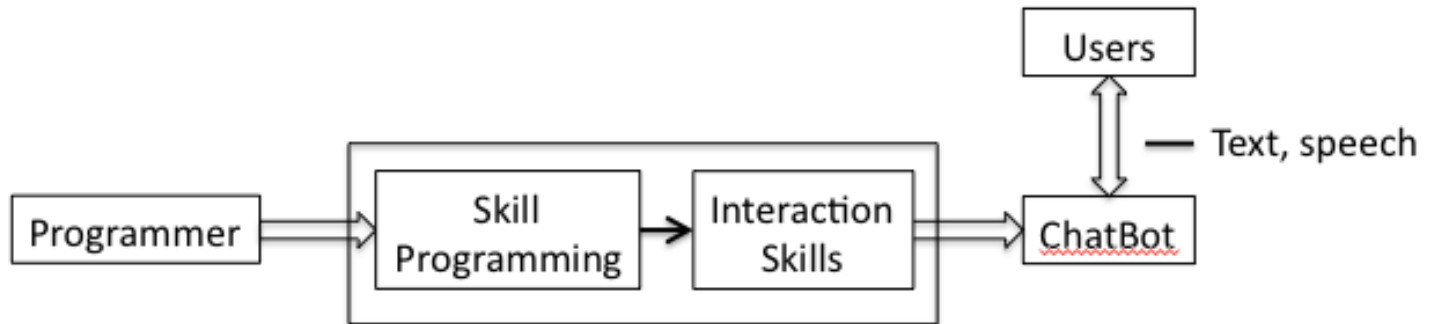 Users
Text, speech
Programmer
Skill
Programming
Interaction
Skills
ChatBot